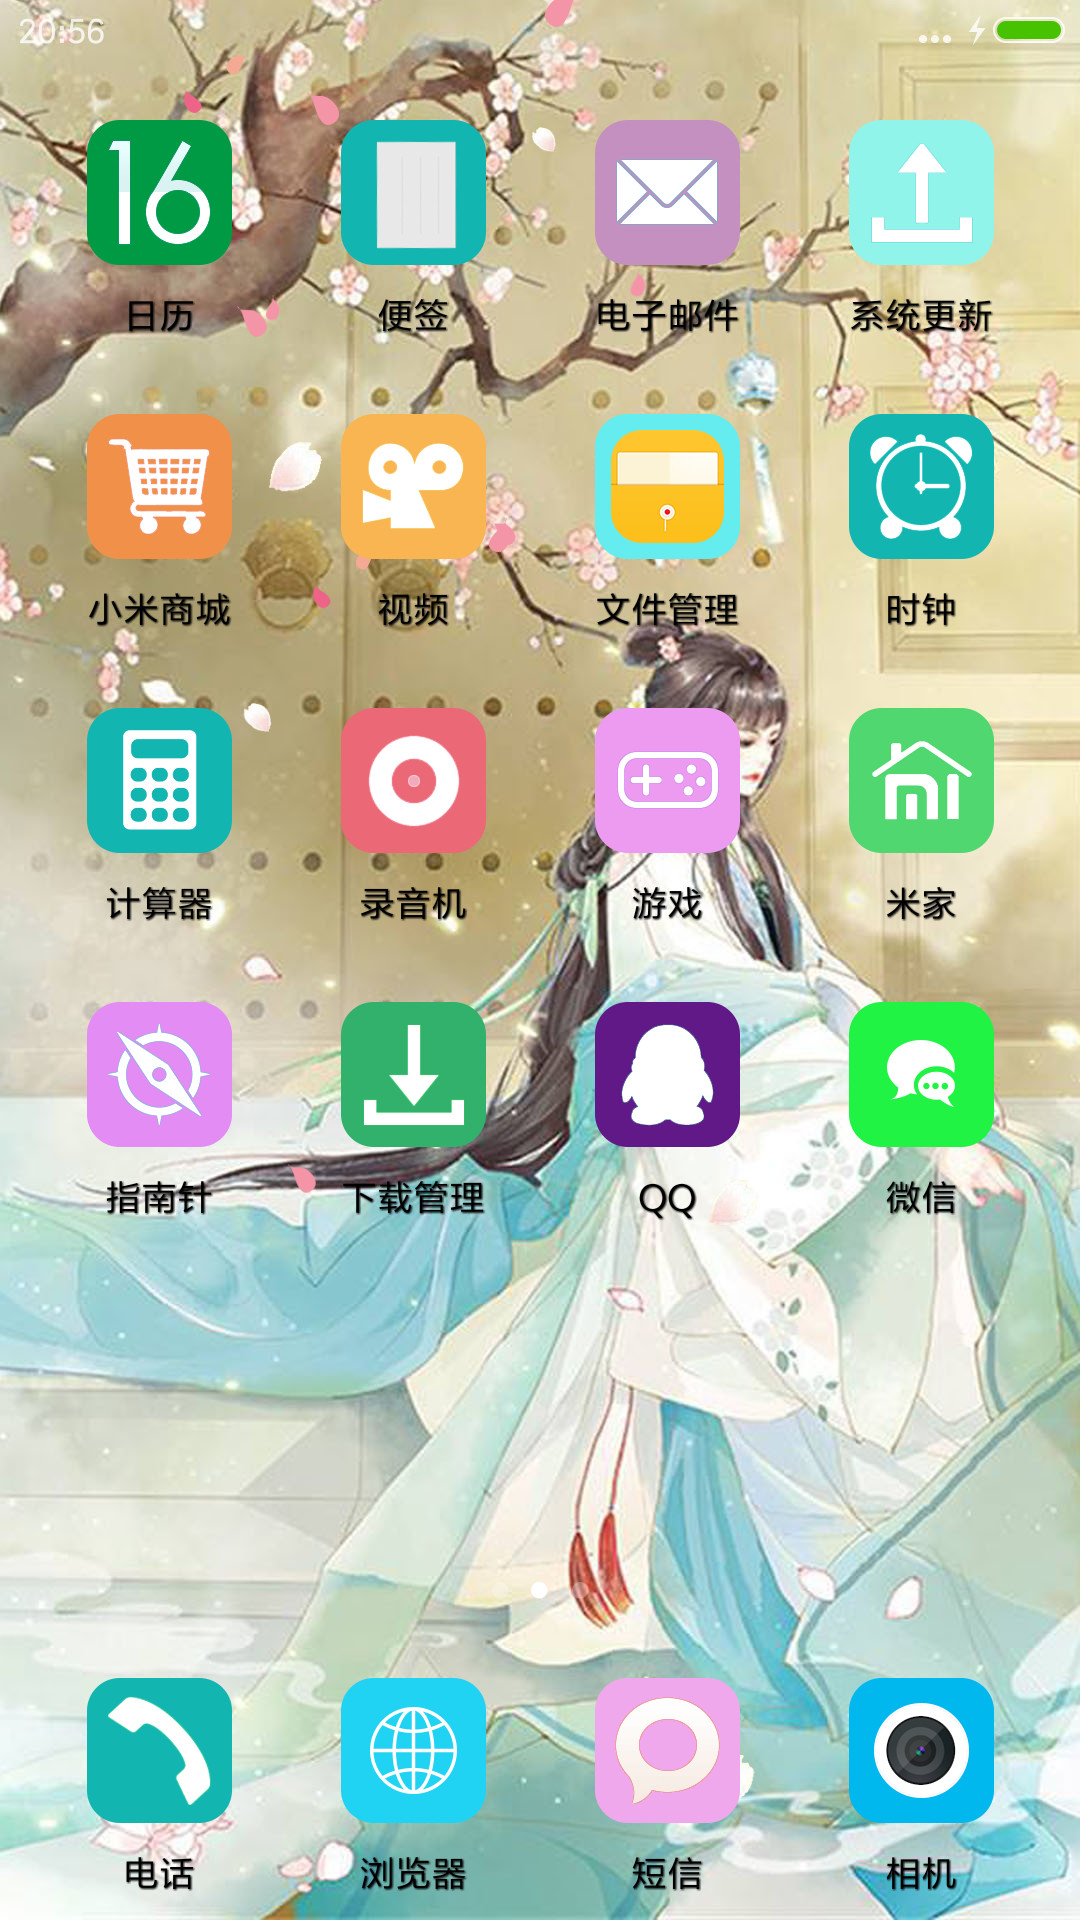 20:56
16
日历
便签
电子邮件
系统更新
小米商城
视频
文件管理
时钟
计算器
录音机
游戏
米家
指南针
下载管理
QQ
微信
电话
浏览器
短信
相机